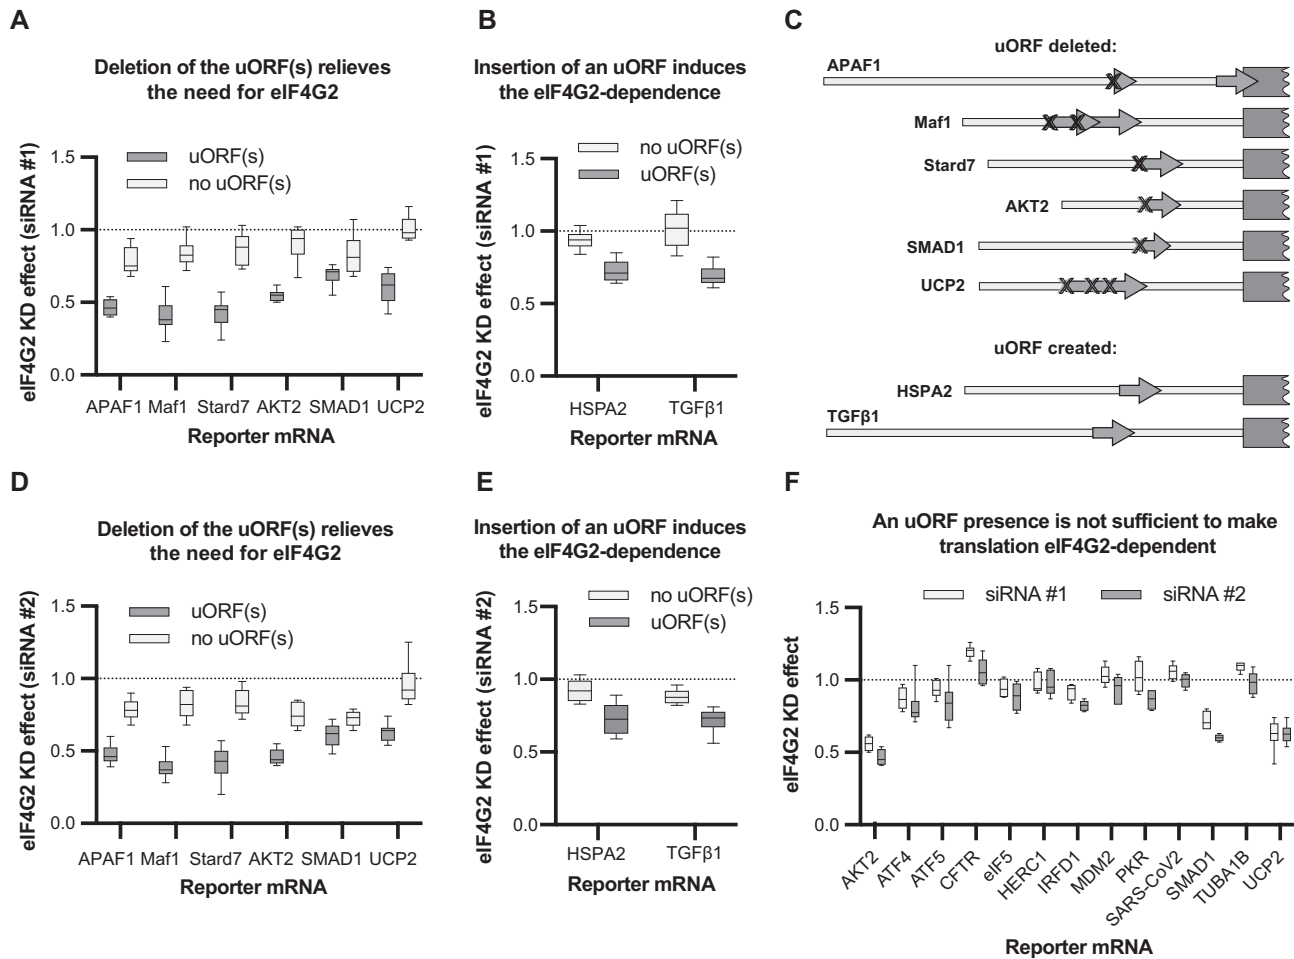 A
Deletion of the uORF(s) relieves
the need for eIF4G2
eIF4G2 KD effect (siRNA #1)
uORF(s)
no uORF(s)
1.5
1.0
0.5
0.0
APAF1 Maf1 Stard7 AKT2 SMAD1 UCP2
Reporter mRNA
B
Insertion of an uORF induces
the eIF4G2-dependence
eIF4G2 KD effect (siRNA #1)
no uORF(s)
uORF(s)
1.5
1.0
0.5
0.0
HSPA2 TGFβ1
Reporter mRNA
C
uORF deleted:
APAF1
Maf1
Stard7
AKT2
SMAD1
UCP2
uORF created:
HSPA2
TGFβ1
D
Deletion of the uORF(s) relieves
the need for eIF4G2
eIF4G2 KD effect (siRNA #2)
uORF(s)
no uORF(s)
1.5
1.0
0.5
0.0
APAF1 Maf1 Stard7 AKT2 SMAD1 UCP2
Reporter mRNA
E
Insertion of an uORF induces
the eIF4G2-dependence
eIF4G2 KD effect (siRNA #2)
no uORF(s)
uORF(s)
1.5
1.0
0.5
0.0
HSPA2 TGFβ1
Reporter mRNA
F
An uORF presence is not sufficient to make
translation eIF4G2-dependent
eIF4G2 KD effect
siRNA #1 siRNA #2
1.5
1.0
0.5
0.0
AKT2 ATF4 ATF5 CFTR eIF5 HERC1 IRFD1 MDM2 PKR SARS-CoV2 SMAD1 TUBA1B UCP2
Reporter mRNA